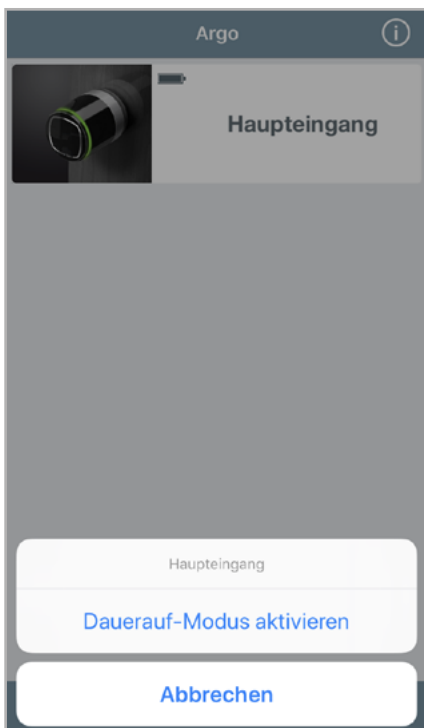 Argo
Haupteingang
Haupteingang
Dauerauf-Modus aktivieren
Abbrechen